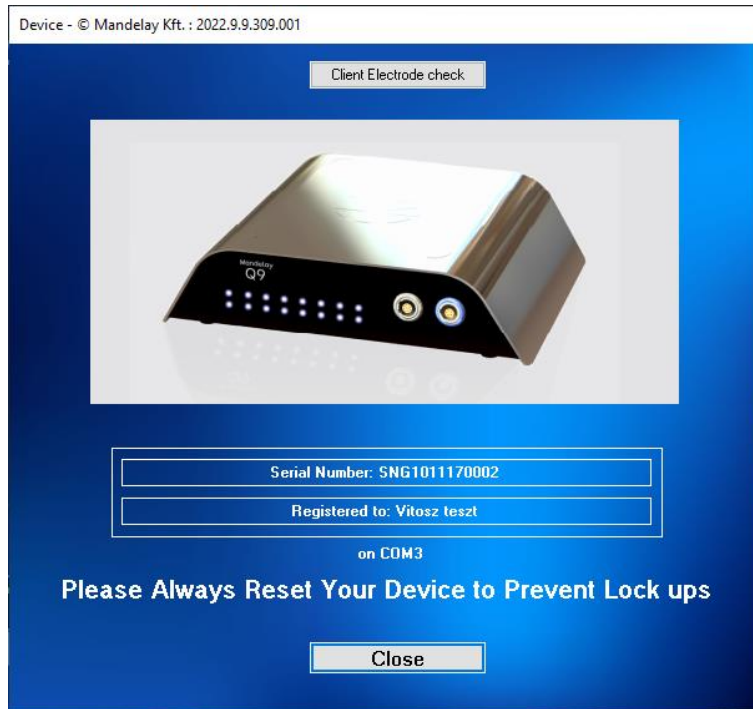 Device - © Mandelay Kft. : 2022.9.9.309.001
Client Electrode check
Mandelay
Q9
Serial Number: SNG1011170002
Registered to: Vitosz teszt
on COM3
Please Always Reset Your Device to Prevent Lock ups
Close